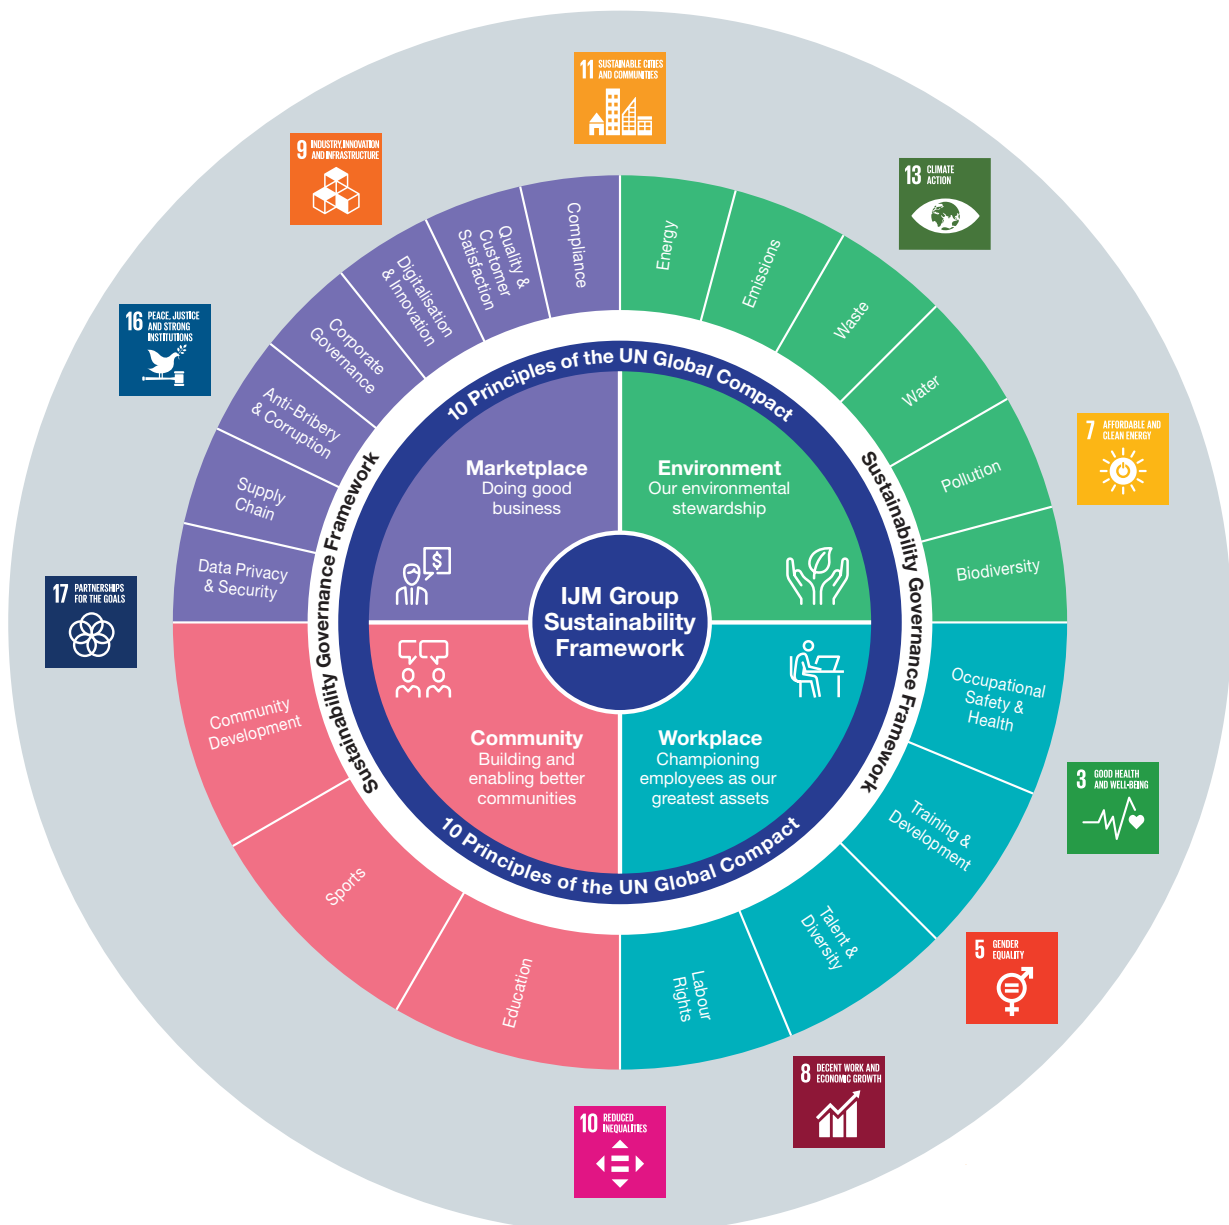 11 SUSTAINABLE CITIES
AND COMMUNITIES
9 INDUSTRY, INNOVATION
AND INFRASTRUCTURE
13 CLIMATE
ACTION
16 PEACE, JUSTICE
AND STRONG
INSTITUTIONS
7 AFFORDABLE AND
CLEAN ENERGY
17 PARTNERSHIPS
FOR THE GOALS
3 GOOD HEALTH
AND WELL-BEING
5 GENDER
EQUALITY
8 DECENT WORK AND
ECONOMIC GROWTH
10 REDUCED
INEQUALITIES
Energy
Emissions
Waste
Water
Pollution
Biodiversity
Occupational
Safety &
Health
Training &
Development
Talent &
Diversity
Labour
Rights
Education
Sports
Community
Development
Data Privacy
& Security
Supply
Chain
Anti-Bribery
& Corruption
Corporate
Governance
Digitalisation
& Innovation
Quality &
Customer
Satisfaction
Compliance
Sustainability Governance Framework
Sustainability Governance Framework
10 Principles of the UN Global Compact
10 Principles of the UN Global Compact
Marketplace
Doing good
business
$
Environment
Our environmental
stewardship
IJM Group
Sustainability
Framework
Community
Building and
enabling better
communities
Workplace
Championing
employees as our
greatest assets